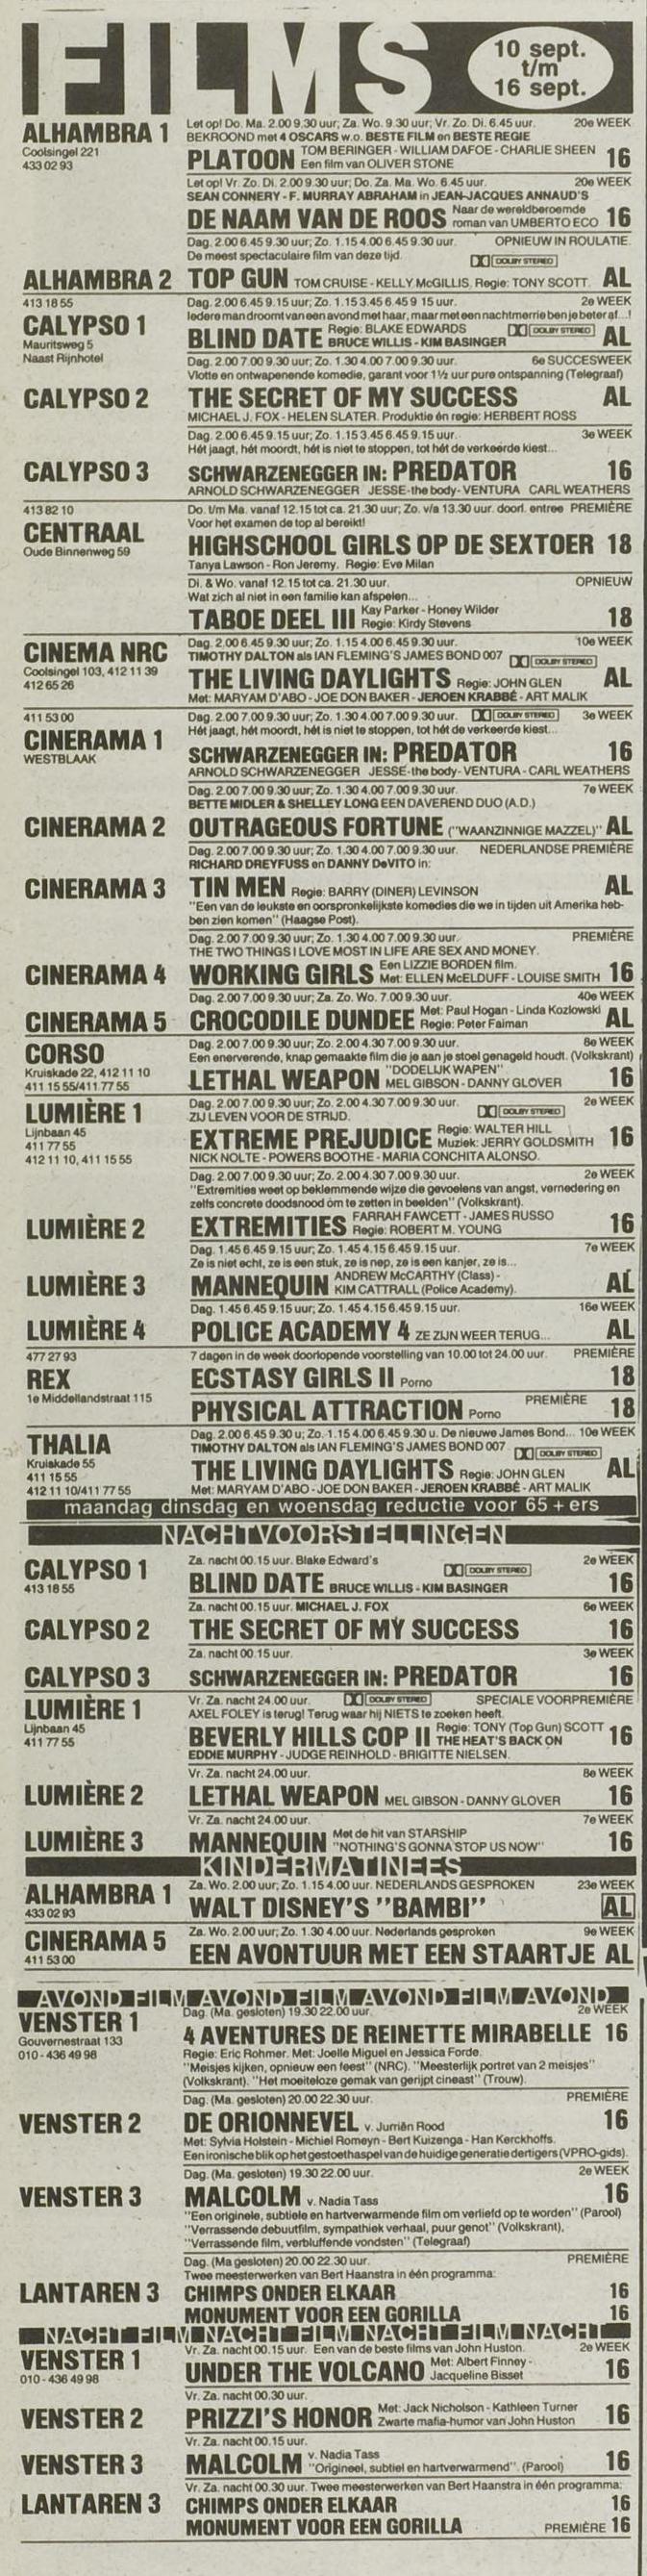 FILMS
10 sept.
t/m
16 sept.
ALHAMBRA 1
Coolsingel 221
433 02 93
Let op! Do. Ma. 2.00 9.30 uur; Za. Wo. 9.30 uur; Vr. Zo. Di. 6.45 uur. 20e WEEK
BEKROOND met 4 OSCARS w.o. BESTE FILM en BESTE REGIE
PLATOON TOM BERINGER - WILLIAM DAFOE - CHARLIE SHEEN
Een film van OLIVER STONE 16
Let op! Vr. Zo. Di. 2.00 9.30 uur; Do. Za. Ma. Wo. 6.45 uur. 20e WEEK
SEAN CONNERY - F. MURRAY ABRAHAM in JEAN-JACQUES ANNAUD'S
DE NAAM VAN DE ROOS Naar de wereldberoemde
roman van UMBERTO ECO 16
Dag. 2.00 6.45 9.30 uur; Zo. 1.15 4.00 6.45 9.30 uur. OPNIEUW IN ROULATIE.
De meest spectaculaire film van deze tijd. DOLBY STEREO
ALHAMBRA 2 TOP GUN TOM CRUISE - KELLY McGILLIS. Regie: TONY SCOTT. AL
413 18 55
CALYPSO 1
Mauritsweg 5
Naast Rijnhotel
Dag. 2.00 6.45 9.15 uur; Zo. 1.15 3.45 6.45 9.15 uur. 2e WEEK
Iedere man droomt van een avond met haar, maar met een nachtmerrie ben je beter af...!
BLIND DATE Regie: BLAKE EDWARDS DOLBY STEREO
BRUCE WILLIS - KIM BASINGER AL
Dag. 2.00 7.00 9.30 uur; Zo. 1.30 4.00 7.00 9.30 uur. 6e SUCCESWEEK
Vlotte en ontwapenende komedie, garant voor 1½ uur pure ontspanning (Telegraaf)
CALYPSO 2 THE SECRET OF MY SUCCESS AL
MICHAEL J. FOX - HELEN SLATER. Produktie én regie: HERBERT ROSS
Dag. 2.00 6.45 9.15 uur; Zo. 1.15 3.45 6.45 9.15 uur. 3e WEEK
Hét jaagt, hét moordt, hét is niet te stoppen, tot hét de verkeerde kiest...
CALYPSO 3 SCHWARZENEGGER IN: PREDATOR 16
ARNOLD SCHWARZENEGGER JESSE-the body-VENTURA CARL WEATHERS
413 82 10
CENTRAAL
Oude Binnenweg 59
Do. t/m Ma. vanaf 12.15 tot ca. 21.30 uur; Zo. v/a 13.30 uur. doorl. entree PREMIÈRE
Voor het examen de top al bereikt!
HIGHSCHOOL GIRLS OP DE SEXTOER 18
Tanya Lawson - Ron Jeremy. Regie: Eve Milan
Di. & Wo. vanaf 12.15 tot ca. 21.30 uur. OPNIEUW
Wat zich al niet in een familie kan afspelen...
TABOE DEEL III Kay Parker - Honey Wilder
Regie: Kirdy Stevens 18
CINEMA NRC
Coolsingel 103, 412 11 39
412 65 26
Dag. 2.00 6.45 9.30 uur; Zo. 1.15 4.00 6.45 9.30 uur. 10e WEEK
TIMOTHY DALTON als IAN FLEMING'S JAMES BOND 007 DOLBY STEREO
THE LIVING DAYLIGHTS Regie: JOHN GLEN AL
Met: MARYAM D'ABO - JOE DON BAKER - JEROEN KRABBÉ - ART MALIK
411 53 00
CINERAMA 1
WESTBLAAK
Dag. 2.00 7.00 9.30 uur; Zo. 1.30 4.00 7.00 9.30 uur. DOLBY STEREO 3e WEEK
Hét jaagt, hét moordt, hét is niet te stoppen, tot hét de verkeerde kiest...
SCHWARZENEGGER IN: PREDATOR 16
ARNOLD SCHWARZENEGGER JESSE-the body-VENTURA - CARL WEATHERS
Dag. 2.00 7.00 9.30 uur; Zo. 1.30 4.00 7.00 9.30 uur. 7e WEEK
BETTE MIDLER & SHELLEY LONG EEN DAVEREND DUO (A.D.)
CINERAMA 2 OUTRAGEOUS FORTUNE ("WAANZINNIGE MAZZEL)" AL
Dag. 2.00 7.00 9.30 uur; Zo. 1.30 4.00 7.00 9.30 uur. NEDERLANDSE PREMIÈRE
RICHARD DREYFUSS en DANNY DeVITO in:
CINERAMA 3 TIN MEN Regie: BARRY (DINER) LEVINSON AL
"Een van de leukste en oorspronkelijkste komedies die we in tijden uit Amerika heb-
ben zien komen" (Haagse Post).
Dag. 2.00 7.00 9.30 uur; Zo. 1.30 4.00 7.00 9.30 uur. PREMIÈRE
THE TWO THINGS I LOVE MOST IN LIFE ARE SEX AND MONEY.
CINERAMA 4 WORKING GIRLS Een LIZZIE BORDEN film.
Met: ELLEN McELDUFF - LOUISE SMITH 16
Dag. 2.00 7.00 9.30 uur; Za. Zo. Wo. 7.00 9.30 uur. 40e WEEK
CINERAMA 5 CROCODILE DUNDEE Met: Paul Hogan - Linda Kozlowski
Regie: Peter Faiman AL
CORSO
Kruiskade 22, 412 11 10
411 15 55/411 77 55
Dag. 2.00 7.00 9.30 uur; Zo. 2.00 4.30 7.00 9.30 uur. 8e WEEK
Een enerverende, knap gemaakte film die je aan je stoel genageld houdt. (Volkskrant)
LETHAL WEAPON "DODELIJK WAPEN"
MEL GIBSON - DANNY GLOVER 16
LUMIÈRE 1
Lijnbaan 45
411 77 55
412 11 10, 411 15 55
Dag. 2.00 7.00 9.30 uur; Zo. 2.00 4.30 7.00 9.30 uur. 2e WEEK
ZIJ LEVEN VOOR DE STRIJD. DOLBY STEREO
EXTREME PREJUDICE Regie: WALTER HILL
Muziek: JERRY GOLDSMITH 16
NICK NOLTE - POWERS BOOTHE - MARIA CONCHITA ALONSO.
Dag. 2.00 7.00 9.30 uur; Zo. 2.00 4.30 7.00 9.30 uur. 2e WEEK
"Extremities weet op beklemmende wijze die gevoelens van angst, vernedering en
zelfs concrete doodsnood om te zetten in beelden" (Volkskrant).
LUMIÈRE 2 EXTREMITIES FARRAH FAWCETT - JAMES RUSSO
Regie: ROBERT M. YOUNG 16
Dag. 1.45 6.45 9.15 uur; Zo. 1.45 4.15 6.45 9.15 uur. 7e WEEK
Ze is niet echt, ze is een stuk, ze is nep, ze is een kanjer, ze is...
LUMIÈRE 3 MANNEQUIN ANDREW McCARTHY (Class) -
KIM CATTRALL (Police Academy). AL
Dag. 1.45 6.45 9.15 uur; Zo. 1.45 4.15 6.45 9.15 uur. 16e WEEK
LUMIÈRE 4 POLICE ACADEMY 4 ZE ZIJN WEER TERUG... AL
477 27 93
REX
1e Middellandstraat 115
7 dagen in de week doorlopende voorstelling van 10.00 tot 24.00 uur. PREMIÈRE
ECSTASY GIRLS II Porno 18
PHYSICAL ATTRACTION Porno PREMIÈRE 18
THALIA
Kruiskade 55
411 15 55
412 11 10/411 77 55
Dag. 2.00 6.45 9.30 u; Zo. 1.15 4.00 6.45 9.30 u. De nieuwe James Bond... 10e WEEK
TIMOTHY DALTON als IAN FLEMING'S JAMES BOND 007 DOLBY STEREO
THE LIVING DAYLIGHTS Regie: JOHN GLEN AL
Met: MARYAM D'ABO - JOE DON BAKER - JEROEN KRABBÉ - ART MALIK
maandag dinsdag en woensdag reductie voor 65+ers
NACHTVOORSTELLINGEN
CALYPSO 1
413 18 55
Za. nacht 00.15 uur. Blake Edward's DOLBY STEREO 2e WEEK
BLIND DATE BRUCE WILLIS - KIM BASINGER 16
Za. nacht 00.15 uur. MICHAEL J. FOX 6e WEEK
CALYPSO 2 THE SECRET OF MY SUCCESS 16
Za. nacht 00.15 uur. 3e WEEK
CALYPSO 3 SCHWARZENEGGER IN: PREDATOR 16
LUMIÈRE 1
Lijnbaan 45
411 77 55
Vr. Za. nacht 24.00 uur. DOLBY STEREO SPECIALE VOORPREMIÈRE
AXEL FOLEY is terug! Terug waar hij NIETS te zoeken heeft.
BEVERLY HILLS COP II Regie: TONY (Top Gun) SCOTT
THE HEAT'S BACK ON 16
EDDIE MURPHY - JUDGE REINHOLD - BRIGITTE NIELSEN.
Vr. Za. nacht 24.00 uur. 8e WEEK
LUMIÈRE 2 LETHAL WEAPON MEL GIBSON - DANNY GLOVER 16
Vr. Za. nacht 24.00 uur. 7e WEEK
LUMIÈRE 3 MANNEQUIN Met de hit van STARSHIP
"NOTHING'S GONNA STOP US NOW" 16
KINDERMATINEES
ALHAMBRA 1
433 02 93
Za. Wo. 2.00 uur; Zo. 1.15 4.00 uur. NEDERLANDS GESPROKEN 23e WEEK
WALT DISNEY'S "BAMBI" AL
CINERAMA 5
411 53 00
Za. Wo. 2.00 uur; Zo. 1.30 4.00 uur. Nederlands gesproken 9e WEEK
EEN AVONTUUR MET EEN STAARTJE AL
AVOND FILM AVOND FILM AVOND FILM AVOND
VENSTER 1
Gouvernestraat 133
010 - 436 49 98
Dag. (Ma. gesloten) 19.30 22.00 uur. 2e WEEK
4 AVENTURES DE REINETTE MIRABELLE 16
Regie: Eric Rohmer. Met: Joelle Miguel en Jessica Forde.
"Meisjes kijken, opnieuw een feest" (NRC). "Meesterlijk portret van 2 meisjes"
(Volkskrant). "Het moeiteloze gemak van gerijpt cineast" (Trouw).
Dag. (Ma. gesloten) 20.00 22.30 uur. PREMIÈRE
VENSTER 2 DE ORIONNEVEL v. Jurriën Rood 16
Met: Sylvia Holstein - Michiel Romeyn - Bert Kuizenga - Han Kerckhoffs.
Een ironische blik op het gestoethaspel van de huidige generatie dertigers (VPRO-gids).
Dag. (Ma. gesloten) 19.30 22.00 uur. 2e WEEK
VENSTER 3 MALCOLM v. Nadia Tass 16
"Een originele, subtiele en hartverwarmende film om verliefd op te worden" (Parool)
"Verrassende debuutfilm, sympathiek verhaal, puur genot" (Volkskrant),
"Verrassende film, verbluffende vondsten" (Telegraaf)
Dag. (Ma gesloten) 20.00 22.30 uur. PREMIÈRE
Twee meesterwerken van Bert Haanstra in één programma:
LANTAREN 3 CHIMPS ONDER ELKAAR 16
MONUMENT VOOR EEN GORILLA 16
NACHT FILM NACHT FILM NACHT FILM NACHT
VENSTER 1
010 - 436 49 98
Vr. Za. nacht 00.15 uur. Een van de beste films van John Huston. 2e WEEK
UNDER THE VOLCANO Met: Albert Finney -
Jacqueline Bisset 16
Vr. Za. nacht 00.30 uur.
VENSTER 2 PRIZZI'S HONOR Met: Jack Nicholson - Kathleen Turner
Zwarte mafia-humor van John Huston 16
Vr. Za. nacht 00.15 uur.
VENSTER 3 MALCOLM v. Nadia Tass
"Origineel, subtiel en hartverwarmend". (Parool) 16
Vr. Za. nacht 00.30 uur. Twee meesterwerken van Bert Haanstra in één programma:
LANTAREN 3 CHIMPS ONDER ELKAAR 16
MONUMENT VOOR EEN GORILLA PREMIÈRE 16